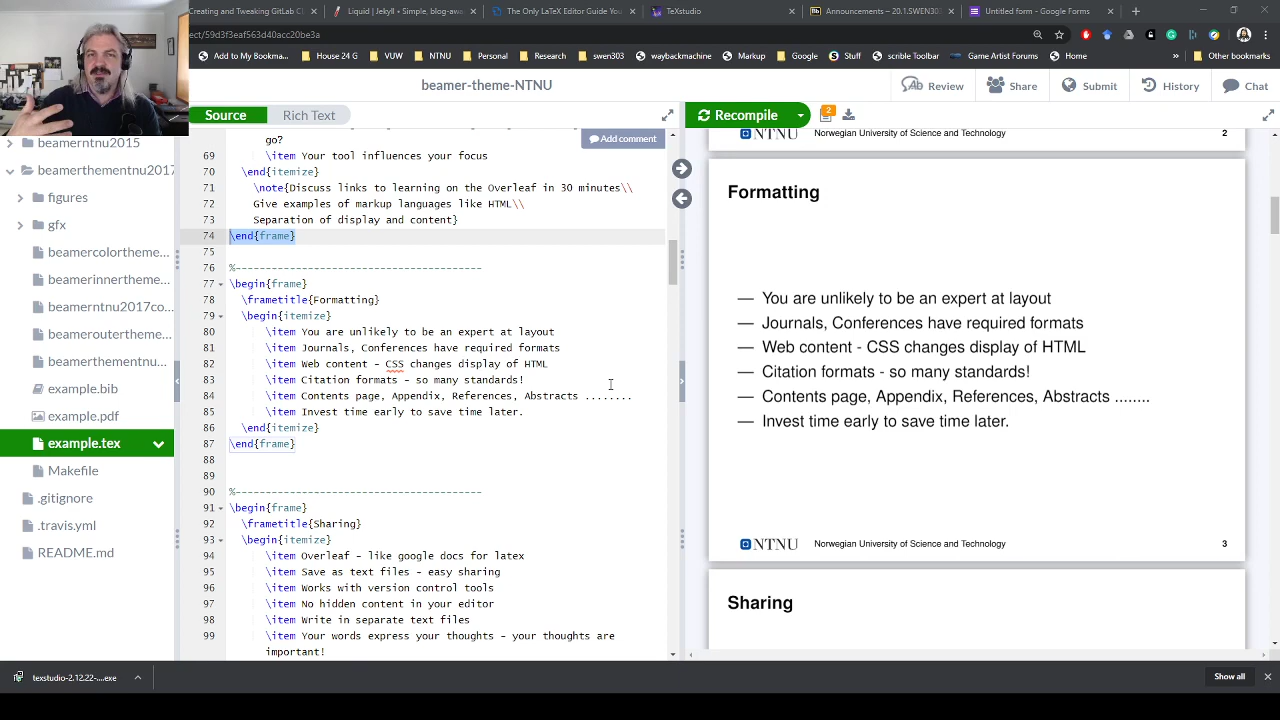 Creating and Tweaking GitLab C
Liquid | Jekyll • Simple, blog-awa
The Only LaTeX Editor Guide You
TeXstudio
Announcements – 20.1.SWEN30
Untitled form - Google Forms
ect/59d3f3eaf563d40acc20be3a
Add to My Bookma...
House 24 G
VUW
NTNU
Personal
Research
swen303
waybackmachine
Markup
Google
Stuff
scrible Toolbar
Game Artist Forums
Home
»
Other bookmarks
beamer-theme-NTNU
Review
Share
Submit
History
Chat
Source
Rich Text
Recompile
2
Add comment
beamerntnu2015
beamerthementnu2017
figures
gfx
beamercolortheme...
beamerinnertheme...
beamerntnu2017co...
beameroutertheme...
beamerthementnu...
example.bib
example.pdf
example.tex
Makefile
.gitignore
.travis.yml
README.md
go?
69 \item Your tool influences your focus
70 \end{itemize}
71 \note{Discuss links to learning on the Overleaf in 30 minutes\\
72 Give examples of markup languages like HTML\\
73 Separation of display and content}
74 \end{frame}
75
76 %----------------------------------------
77 \begin{frame}
78 \frametitle{Formatting}
79 \begin{itemize}
80 \item You are unlikely to be an expert at layout
81 \item Journals, Conferences have required formats
82 \item Web content - CSS changes display of HTML
83 \item Citation formats - so many standards!
84 \item Contents page, Appendix, References, Abstracts ........
85 \item Invest time early to save time later.
86 \end{itemize}
87 \end{frame}
88
89
90 %----------------------------------------
91 \begin{frame}
92 \frametitle{Sharing}
93 \begin{itemize}
94 \item Overleaf - like google docs for latex
95 \item Save as text files - easy sharing
96 \item Works with version control tools
97 \item No hidden content in your editor
98 \item Write in separate text files
99 \item Your words express your thoughts - your thoughts are
important!
NTNU Norwegian University of Science and Technology 2
Formatting
— You are unlikely to be an expert at layout
— Journals, Conferences have required formats
— Web content - CSS changes display of HTML
— Citation formats - so many standards!
— Contents page, Appendix, References, Abstracts ........
— Invest time early to save time later.
NTNU Norwegian University of Science and Technology 3
Sharing
texstudio-2.12.22-....exe
Show all